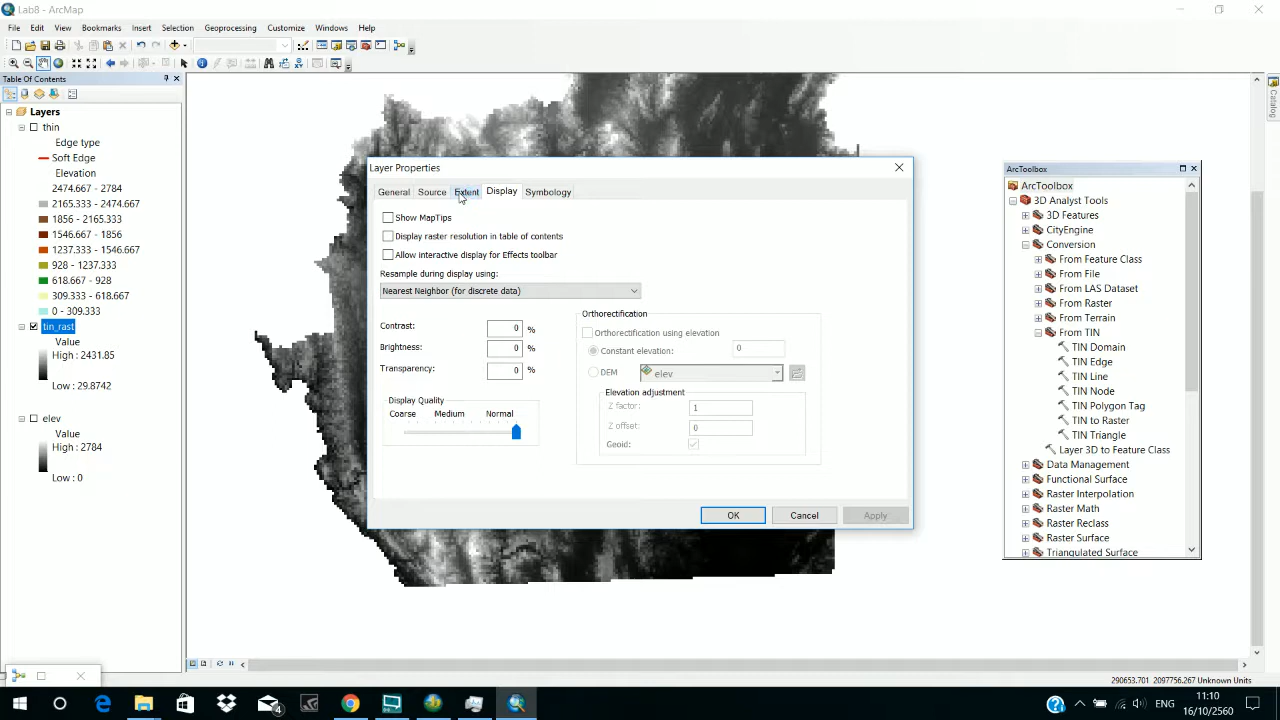 Lab8 - ArcMap
File Edit View Bookmarks Insert Selection Geoprocessing Customize Windows Help
Table Of Contents
Layers
thin
Edge type
Soft Edge
Elevation
2474.667 - 2784
2165.333 - 2474.667
1856 - 2165.333
1546.667 - 1856
1237.333 - 1546.667
928 - 1237.333
618.667 - 928
309.333 - 618.667
0 - 309.333
tin_rast
Value
High : 2431.85
Low : 29.8742
elev
Value
High : 2784
Low : 0
Layer Properties
General Source Extent Display Symbology
Show MapTips
Display raster resolution in table of contents
Allow interactive display for Effects toolbar
Resample during display using:
Nearest Neighbor (for discrete data)
Contrast: 0 %
Brightness: 0 %
Transparency: 0 %
Display Quality
Coarse Medium Normal
Orthorectification
Orthorectification using elevation
Constant elevation: 0
DEM elev
Elevation adjustment
Z factor: 1
Z offset: 0
Geoid:
OK Cancel Apply
ArcToolbox
ArcToolbox
3D Analyst Tools
3D Features
CityEngine
Conversion
From Feature Class
From File
From LAS Dataset
From Raster
From Terrain
From TIN
TIN Domain
TIN Edge
TIN Line
TIN Node
TIN Polygon Tag
TIN to Raster
TIN Triangle
Layer 3D to Feature Class
Data Management
Functional Surface
Raster Interpolation
Raster Math
Raster Reclass
Raster Surface
Triangulated Surface
Catalog
290653.701 2097756.267 Unknown Units
ENG
11:10
16/10/2560